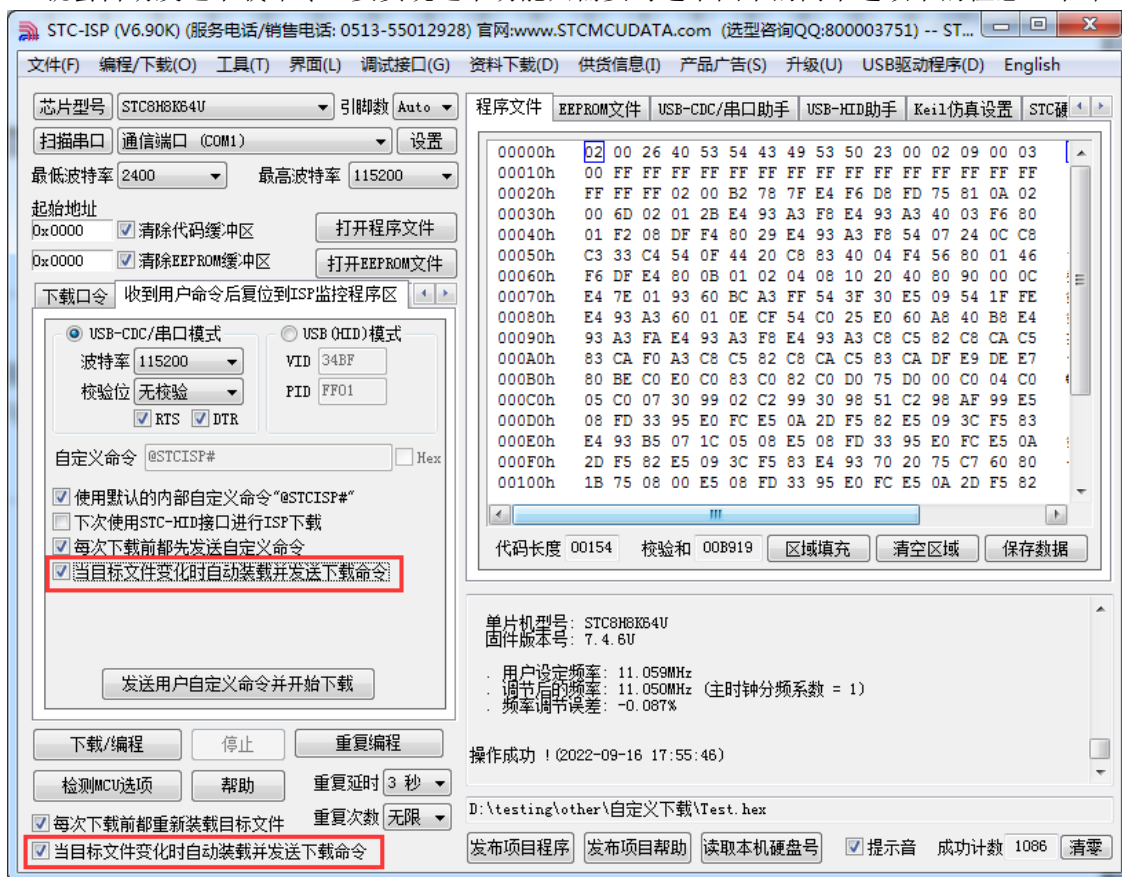 STC-ISP (V6.90K) (服务电话/销售电话: 0513-55012928) 官网:www.STCMCUDATA.com (选型咨询QQ:800003751) -- ST...
文件(F) 编程/下载(O) 工具(T) 界面(L) 调试接口(G) 资料下载(D) 供货信息(I) 产品广告(S) 升级(U) USB驱动程序(D) English
芯片型号 STC8H8K64U 引脚数 Auto
扫描串口 通信端口 (COM1) 设置
最低波特率 2400 最高波特率 115200
起始地址
0x0000 清除代码缓冲区 打开程序文件
0x0000 清除EEPROM缓冲区 打开EEPROM文件
下载口令 收到用户命令后复位到ISP监控程序区
USB-CDC/串口模式 USB(HID)模式
波特率 115200 VID 34BF
校验位 无校验 PID FF01
RTS DTR
自定义命令 @STCISP# Hex
使用默认的内部自定义命令"@STCISP#"
下次使用STC-HID接口进行ISP下载
每次下载前都先发送自定义命令
当目标文件变化时自动装载并发送下载命令
发送用户自定义命令并开始下载
下载/编程 停止 重复编程
检测MCU选项 帮助 重复延时 3 秒
每次下载前都重新装载目标文件 重复次数 无限
当目标文件变化时自动装载并发送下载命令
程序文件 EEPROM文件 USB-CDC/串口助手 USB-HID助手 Keil仿真设置 STC硬
00000h 02 00 26 40 53 54 43 49 53 50 23 00 02 09 00 03
00010h 00 FF FF FF FF FF FF FF FF FF FF FF FF FF FF FF
00020h FF FF FF 02 00 B2 78 7F E4 F6 D8 FD 75 81 0A 02
00030h 00 6D 02 01 2B E4 93 A3 F8 E4 93 A3 40 03 F6 80
00040h 01 F2 08 DF F4 80 29 E4 93 A3 F8 54 07 24 0C C8
00050h C3 33 C4 54 0F 44 20 C8 83 40 04 F4 56 80 01 46
00060h F6 DF E4 80 0B 01 02 04 08 10 20 40 80 90 00 0C
00070h E4 7E 01 93 60 BC A3 FF 54 3F 30 E5 09 54 1F FE
00080h E4 93 A3 60 01 0E CF 54 C0 25 E0 60 A8 40 B8 E4
00090h 93 A3 FA E4 93 A3 F8 E4 93 A3 C8 C5 82 C8 CA C5
000A0h 83 CA F0 A3 C8 C5 82 C8 CA C5 83 CA DF E9 DE E7
000B0h 80 BE C0 E0 C0 83 C0 82 C0 D0 75 D0 00 C0 04 C0
000C0h 05 C0 07 30 99 02 C2 99 30 98 51 C2 98 AF 99 E5
000D0h 08 FD 33 95 E0 FC E5 0A 2D F5 82 E5 09 3C F5 83
000E0h E4 93 B5 07 1C 05 08 E5 08 FD 33 95 E0 FC E5 0A
000F0h 2D F5 82 E5 09 3C F5 83 E4 93 70 20 75 C7 60 80
00100h 1B 75 08 00 E5 08 FD 33 95 E0 FC E5 0A 2D F5 82
代码长度 00154 校验和 00B919 区域填充 清空区域 保存数据
单片机型号: STC8H8K64U
固件版本号: 7.4.6U
. 用户设定频率: 11.059MHz
. 调节后的频率: 11.050MHz (主时钟分频系数 = 1)
. 频率调节误差: -0.087%
操作成功 !(2022-09-16 17:55:46)
D:\testing\other\自定义下载\Test.hex
发布项目程序 发布项目帮助 读取本机硬盘号 提示音 成功计数 1086 清零